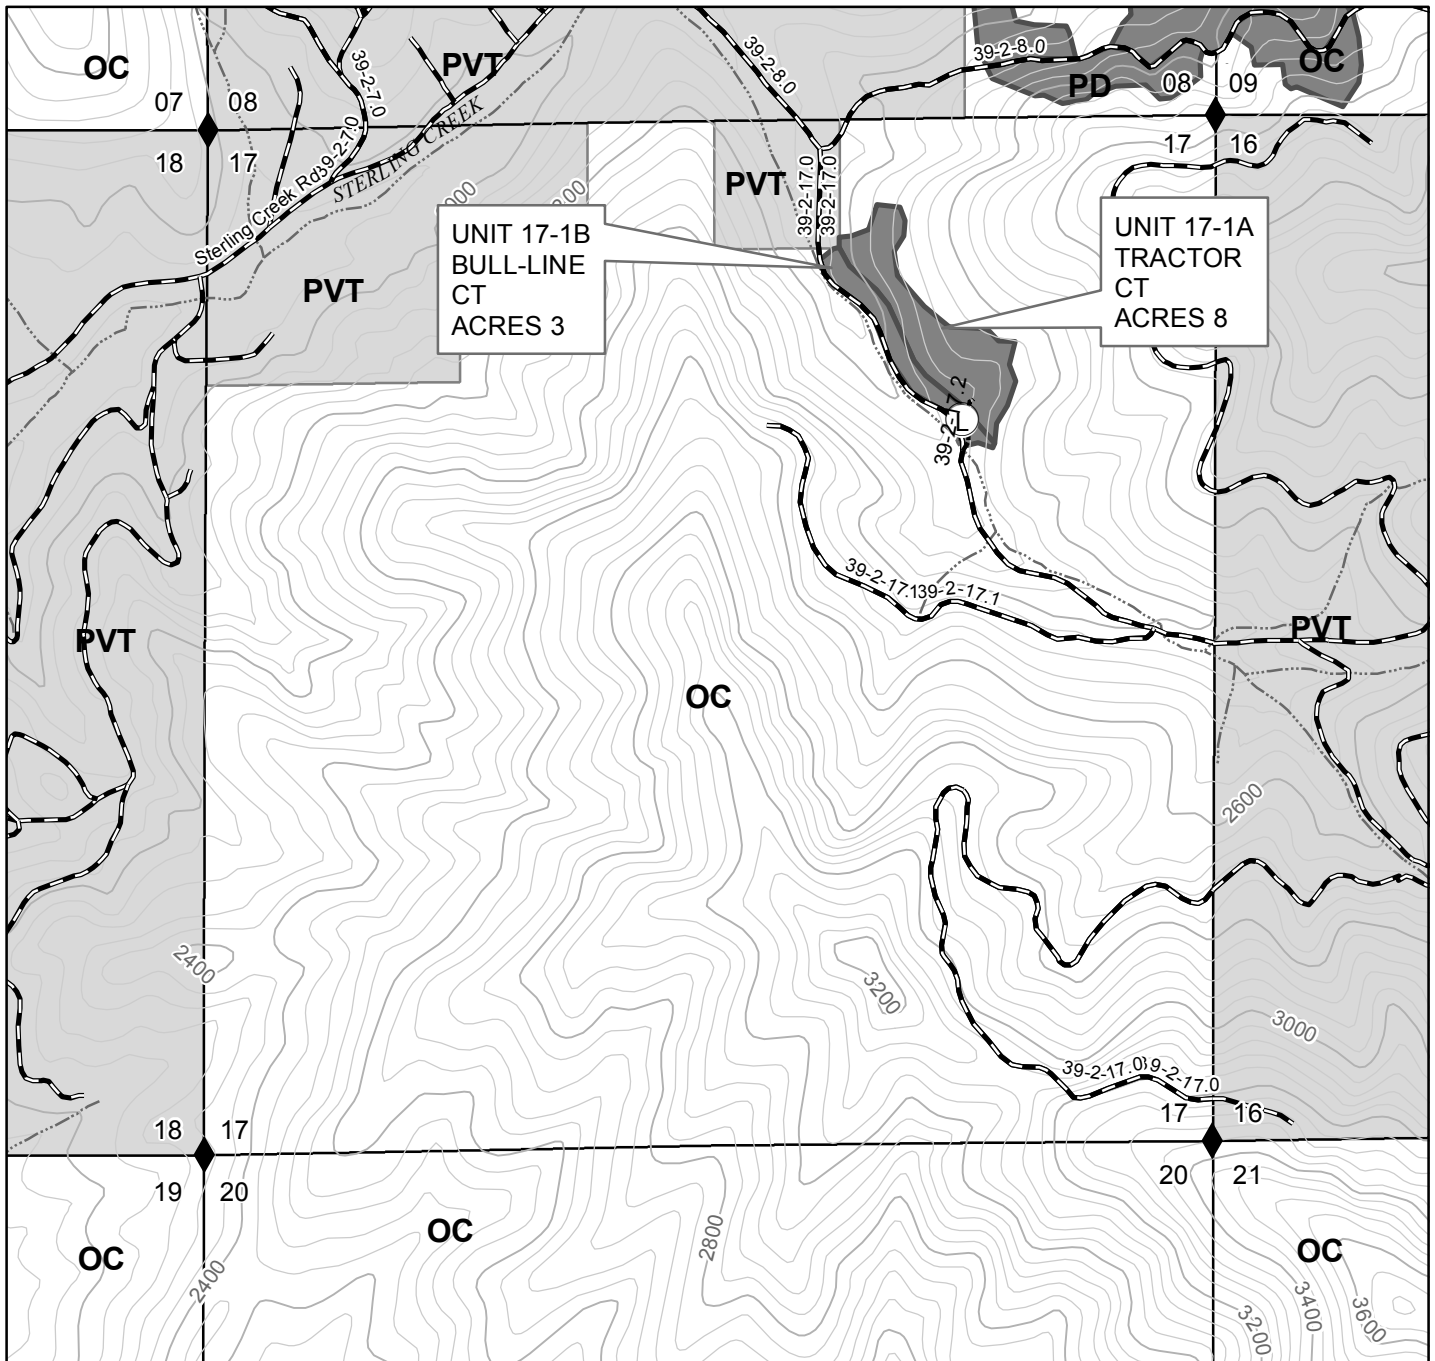 OC
PVT
39-2-7.0
39-2-8.0
39-2-8.0
OC
PD
07
08
08
09
18
17
17
16
39-2-7.0
STERLING CREEK
Sterling Creek Rd
PVT
39-2-17.0
39-2-17.0
UNIT 17-1B
BULL-LINE
CT
ACRES 3
UNIT 17-1A
TRACTOR
CT
ACRES 8
PVT
L
39-2-17.1
39-2-17.1
PVT
PVT
OC
2600
2400
3200
3000
39-2-17.0
39-2-17.0
18
17
17
16
19
20
20
21
OC
OC
OC
2400
2800
3200
3400
3600